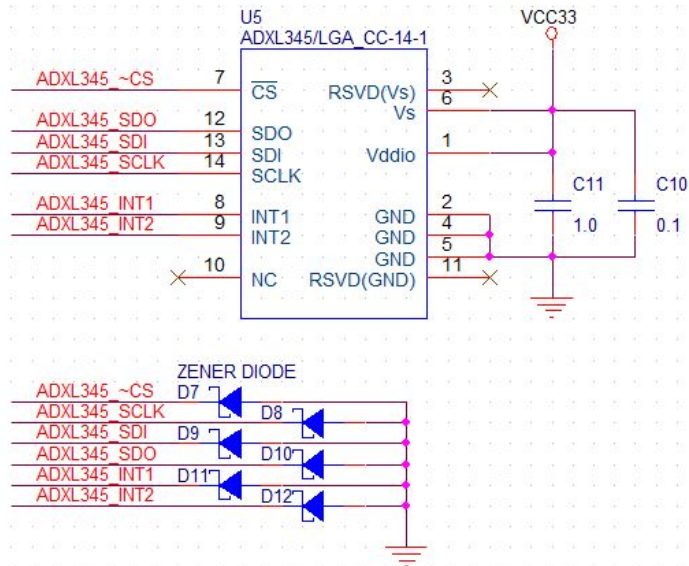 U5
VCC33
ADXL345/LGA_CC-14-1
ADXL345_~CS 7 CS RSVD(Vs) 3
Vs 6
ADXL345_SDO 12 SDO
ADXL345_SDI 13 SDI Vddio 1
ADXL345_SCLK 14 SCLK
C11 C10
ADXL345_INT1 8 INT1 GND 2
1.0 0.1
ADXL345_INT2 9 INT2 GND 4
GND 5
10 NC RSVD(GND) 11
ZENER DIODE
ADXL345_~CS D7
ADXL345_SCLK D8
ADXL345_SDI D9
ADXL345_SDO D10
ADXL345_INT1 D11
ADXL345_INT2 D12